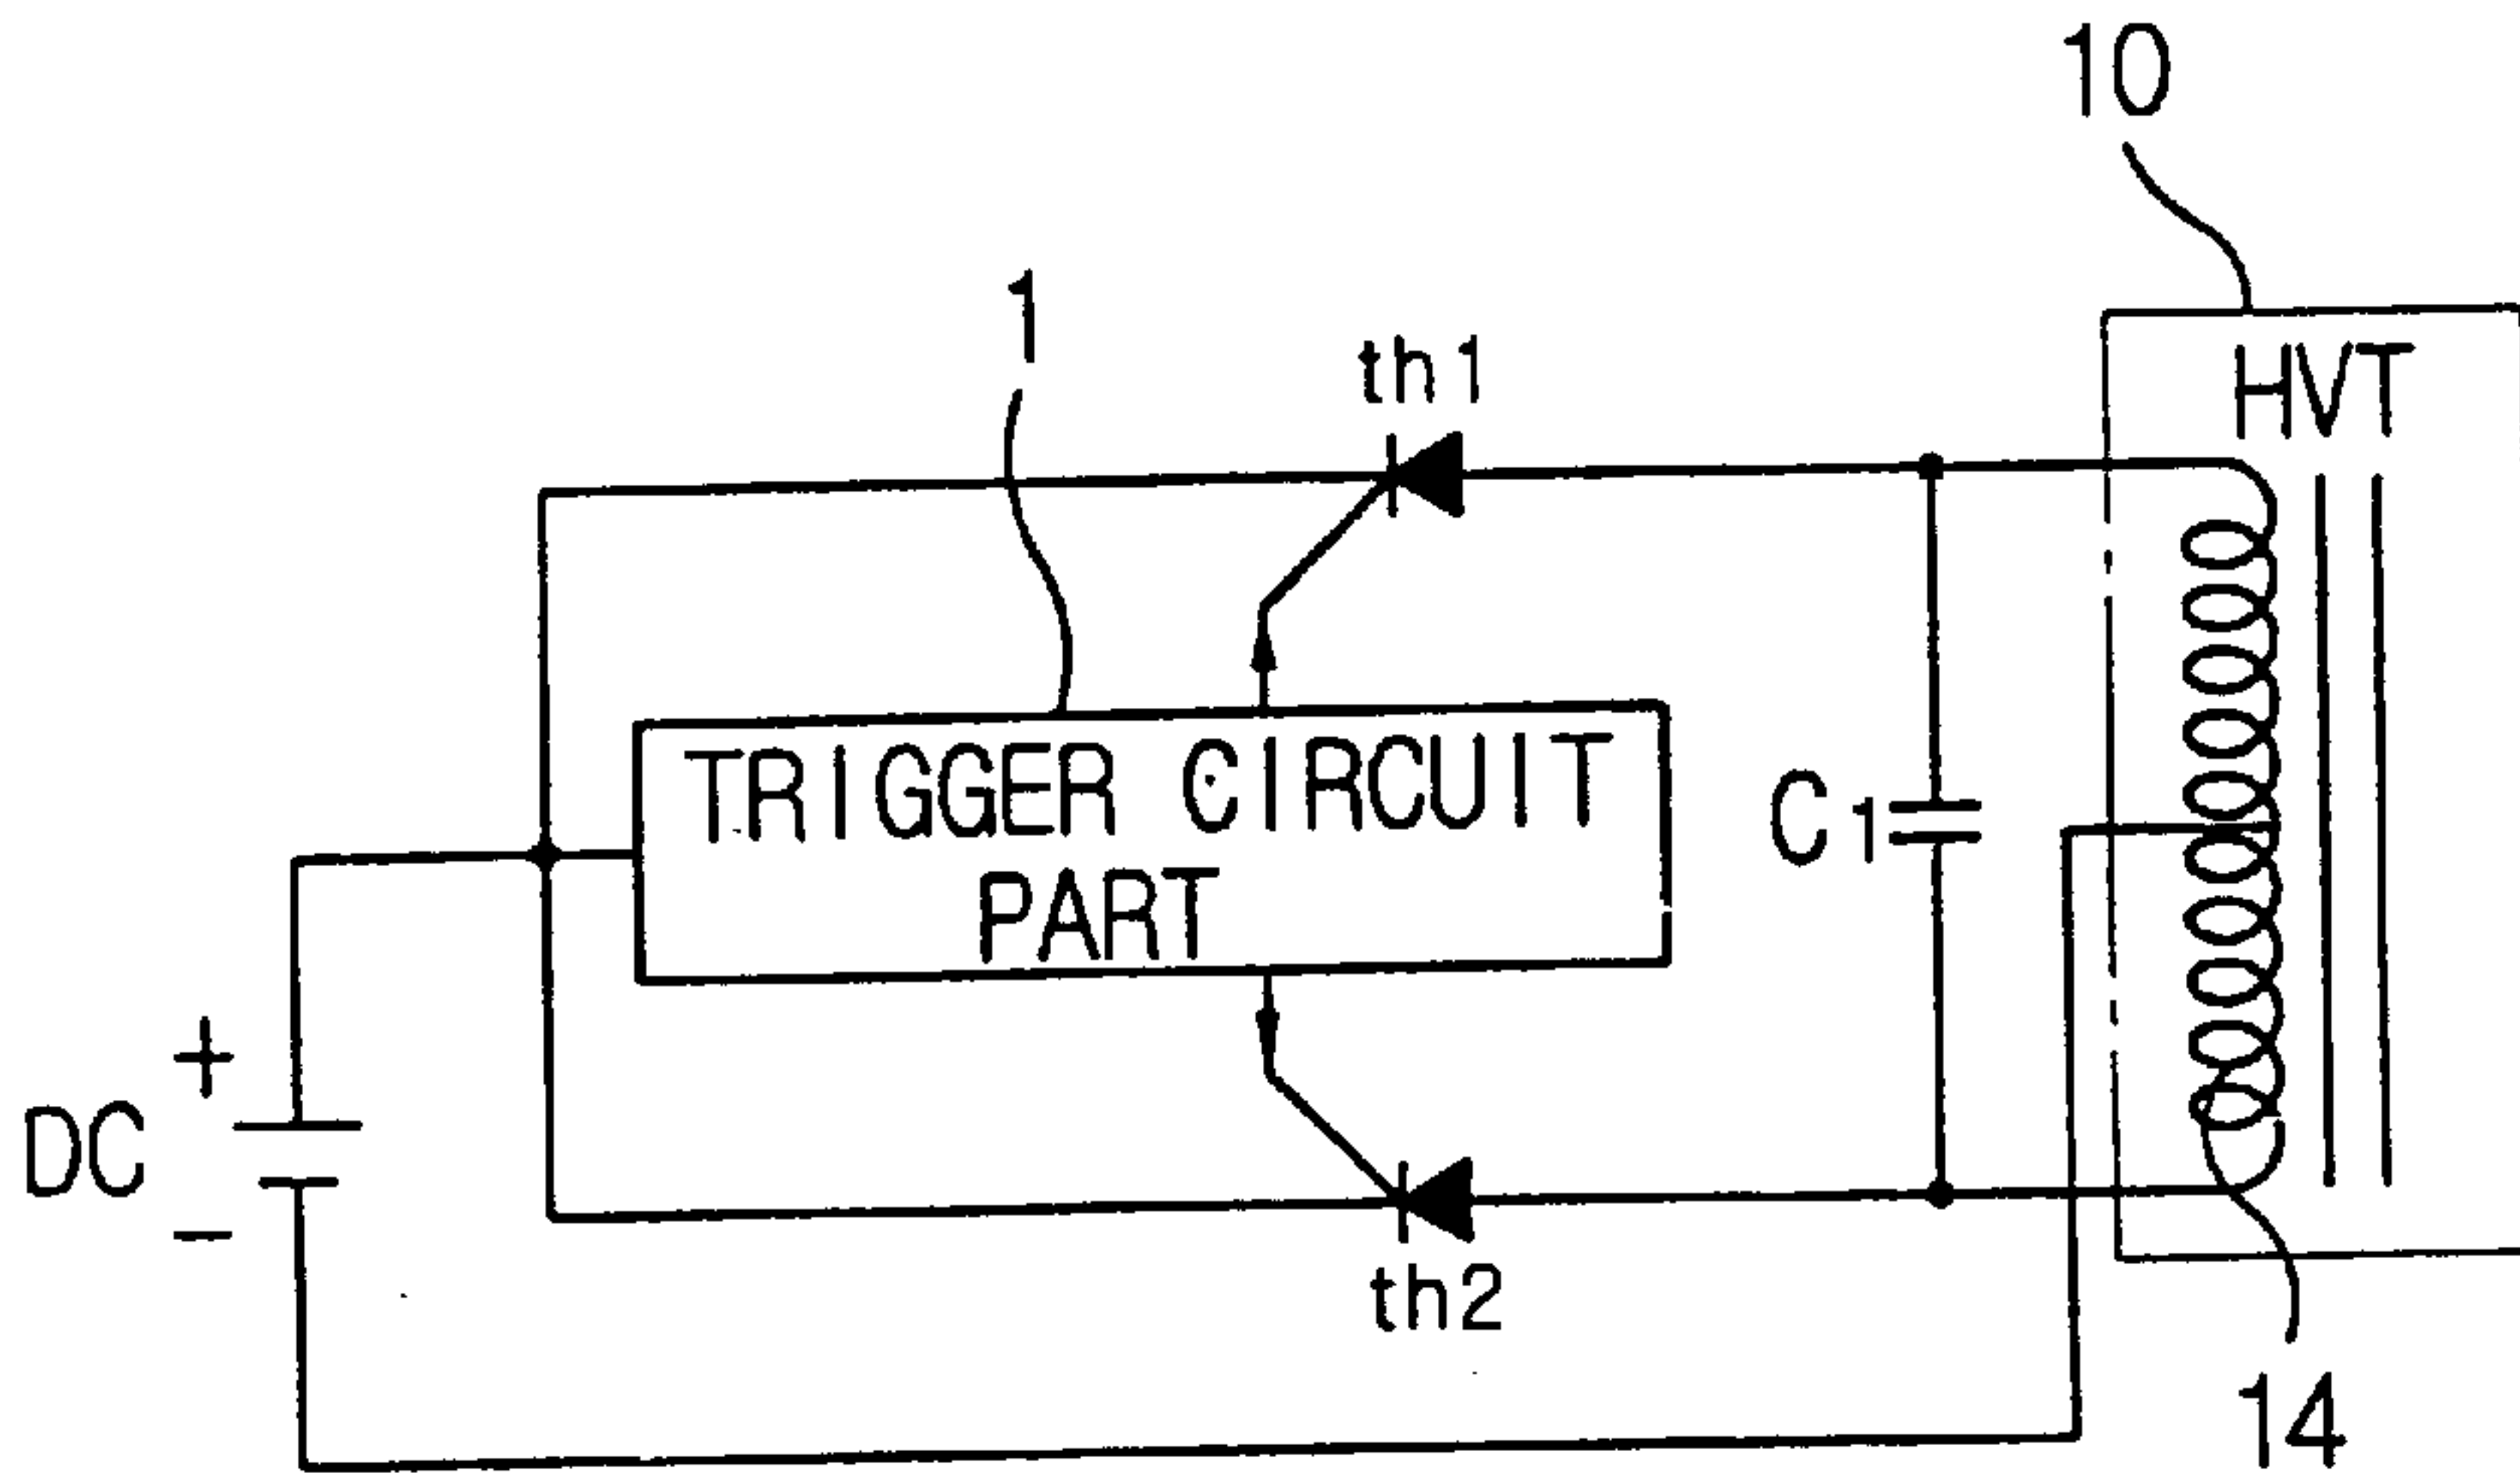 10
1
th1
HVT
TRIGGER CIRCUIT
PART
C1
+
DC
−
th2
14